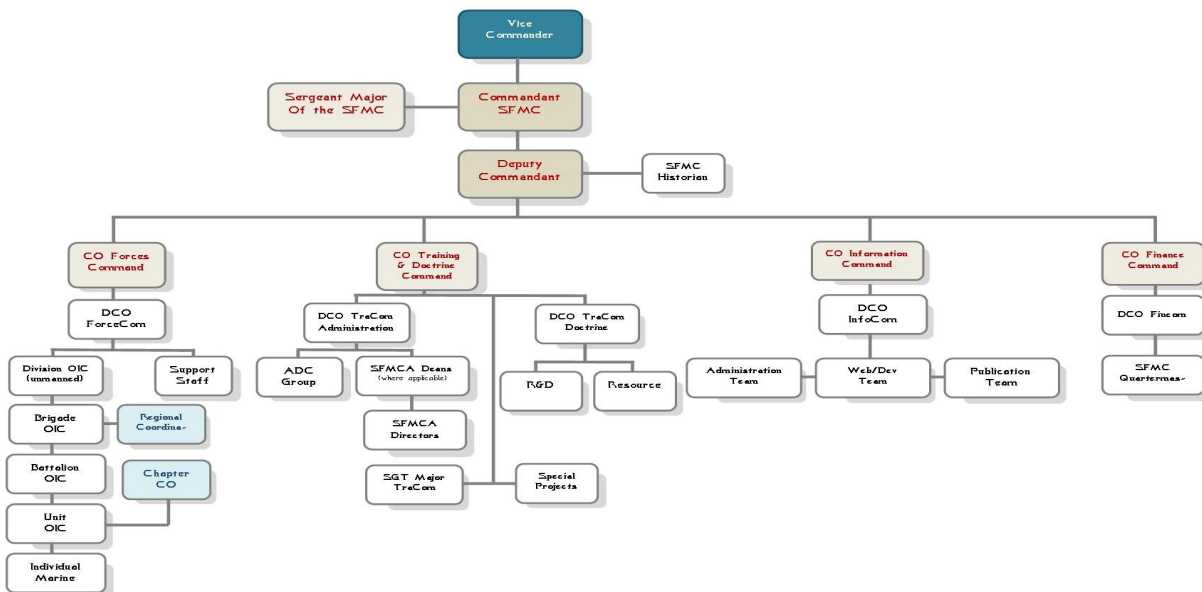 Vice
Commander
Sergeant Major
Of the SFMC
Commandant
SFMC
Deputy
Commandant
SFMC
Historian
CO Forces
Command
CO Training
& Doctrine
Command
CO Information
Command
CO Finance
Command
DCO
ForceCom
DCO TraCom
Administration
DCO TraCom
Doctrine
DCO
InfoCom
DCO Fincom
Division OIC
(unmanned)
Support
Staff
ADC
Group
SFMCA Deans
(where applicable)
R&D
Resource
Administration
Team
Web/Dev
Team
Publication
Team
SFMC
Quartermas-
Brigade
OIC
Regional
Coordina-
SFMCA
Directors
Battalion
OIC
Chapter
CO
SGT Major
TraCom
Special
Projects
Unit
OIC
Individual
Marine